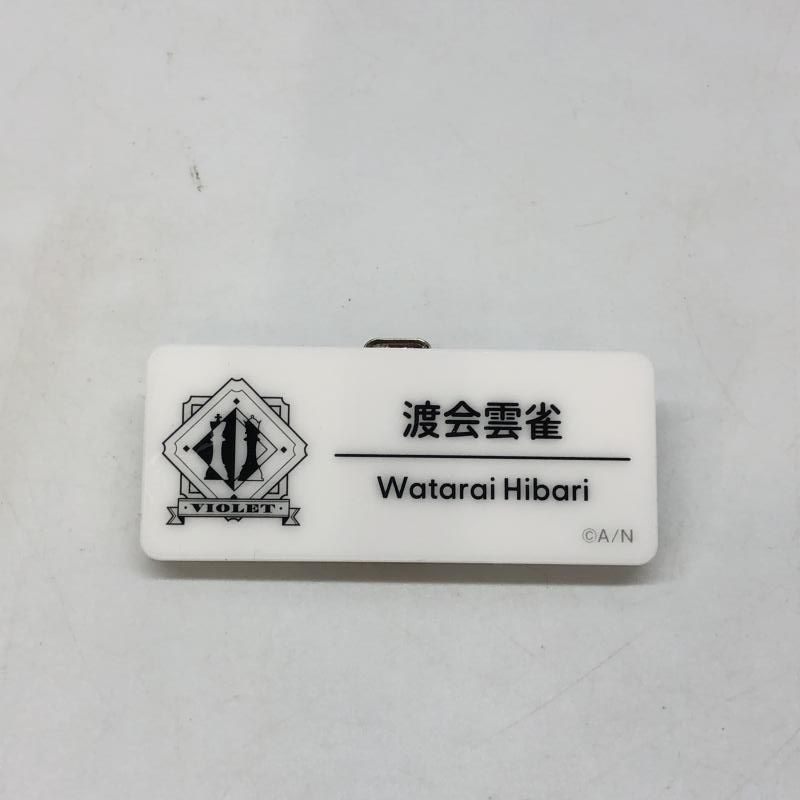 渡会雲雀
Watarai Hibari
· VIOLET ·
©A/N